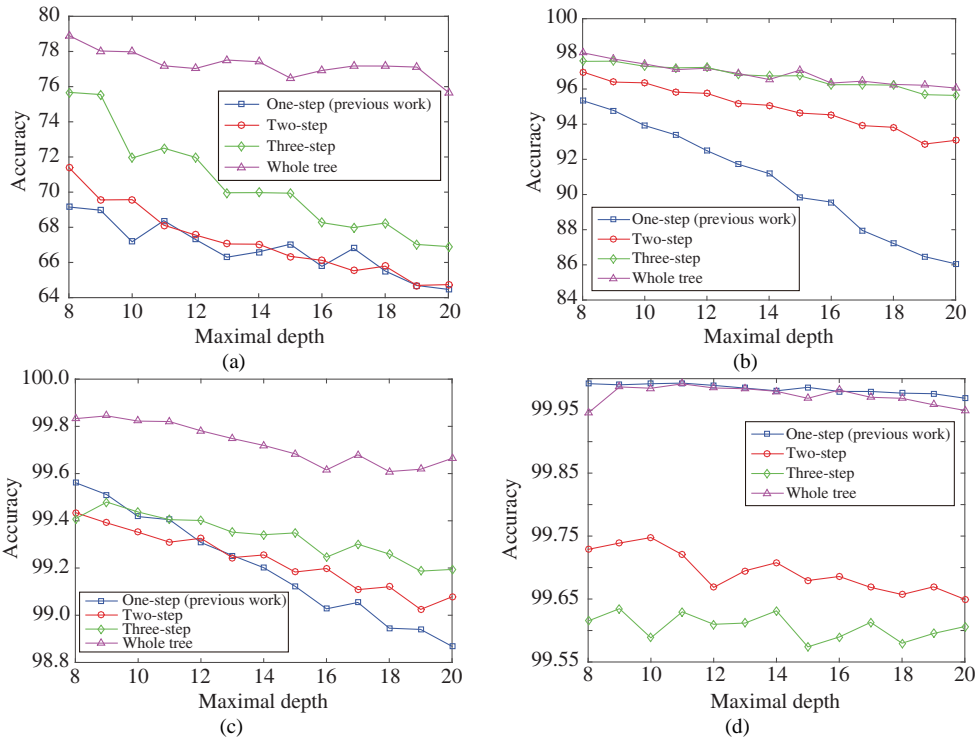 80
78
76
74
72
70
68
66
64
Accuracy
One-step (previous work)
Two-step
Three-step
Whole tree
8 10 12 14 16 18 20
Maximal depth
(a)
100
98
96
94
92
90
88
86
84
Accuracy
One-step (previous work)
Two-step
Three-step
Whole tree
8 10 12 14 16 18 20
Maximal depth
(b)
100.0
99.8
99.6
99.4
99.2
99.0
98.8
Accuracy
One-step (previous work)
Two-step
Three-step
Whole tree
8 10 12 14 16 18 20
Maximal depth
(c)
99.95
99.85
99.75
99.65
99.55
Accuracy
One-step (previous work)
Two-step
Three-step
Whole tree
8 10 12 14 16 18 20
Maximal depth
(d)